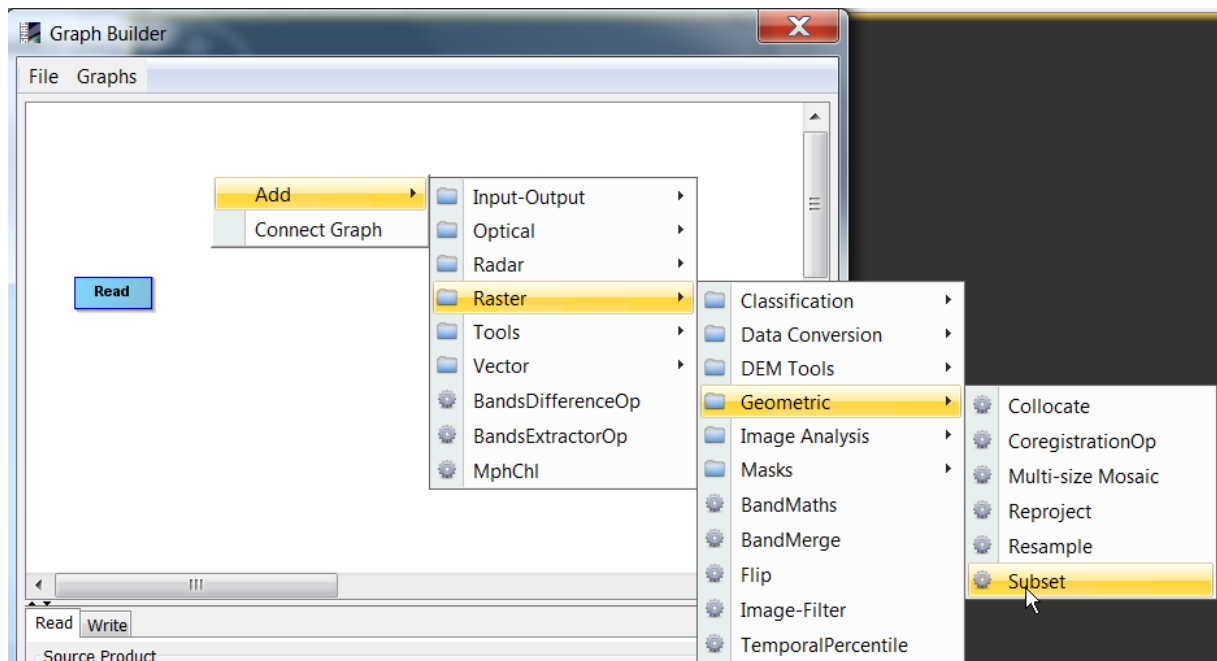 Graph Builder
File Graphs
Add
Connect Graph
Read
Input-Output
Optical
Radar
Raster
Tools
Vector
BandsDifferenceOp
BandsExtractorOp
MphChl
Classification
Data Conversion
DEM Tools
Geometric
Image Analysis
Masks
BandMaths
BandMerge
Flip
Image-Filter
TemporalPercentile
Collocate
CoregistrationOp
Multi-size Mosaic
Reproject
Resample
Subset
Read Write
Source Product